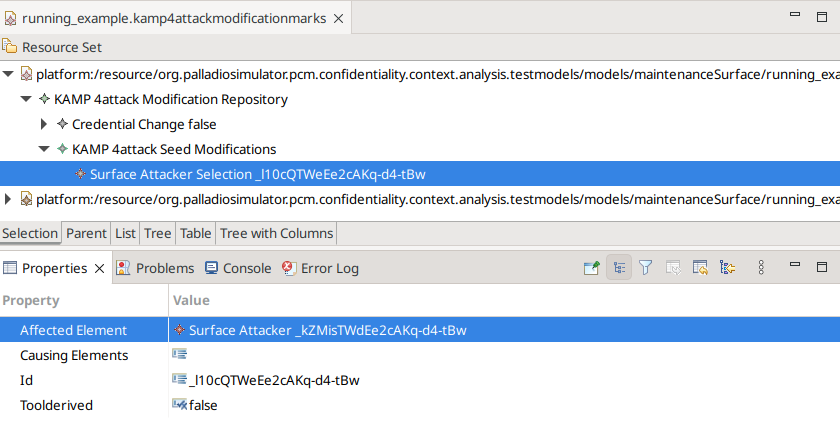 running_example.kamp4attackmodificationmarks
Resource Set
platform:/resource/org.palladiosimulator.pcm.confidentiality.context.analysis.testmodels/models/maintenanceSurface/running_exa
KAMP 4attack Modification Repository
Credential Change false
KAMP 4attack Seed Modifications
Surface Attacker Selection _l10cQTWeEe2cAKq-d4-tBw
platform:/resource/org.palladiosimulator.pcm.confidentiality.context.analysis.testmodels/models/maintenanceSurface/running_exa
Selection Parent List Tree Table Tree with Columns
Properties Problems Console Error Log
Property Value
Affected Element Surface Attacker _kZMisTWdEe2cAKq-d4-tBw
Causing Elements
Id _l10cQTWeEe2cAKq-d4-tBw
Toolderived false